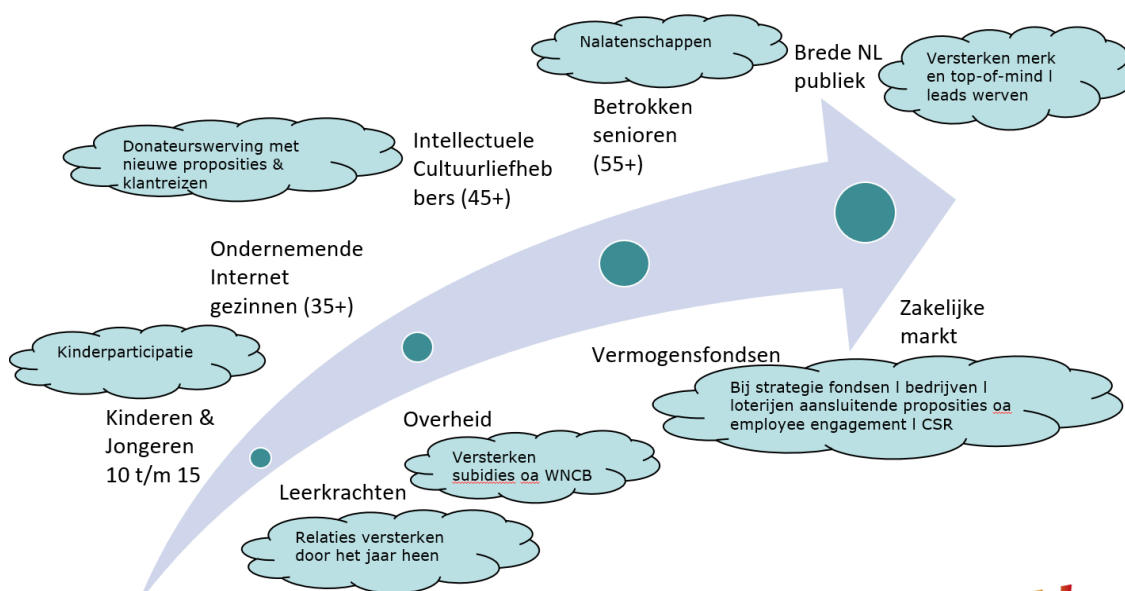 Nalatenschappen
Brede NL
publiek
Versterken merk
en top-of-mind l
leads werven
Betrokken
senioren
(55+)
Donateurswerving met
nieuwe proposities &
klantreizen
Intellectuele
Cultuurliefheb
bers (45+)
Ondernemende
Internet
gezinnen (35+)
Kinderparticipatie
Kinderen &
Jongeren
10 t/m 15
Zakelijke
markt
Vermogensfondsen
Bij strategie fondsen l bedrijven l
loterijen aansluitende proposities oa
employee engagement l CSR
Overheid
Versterken
subsidies oa WNCB
Leerkrachten
Relaties versterken
door het jaar heen